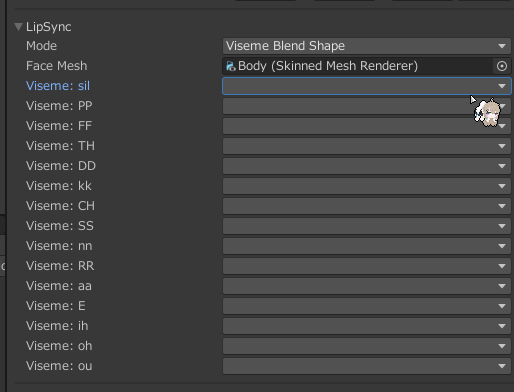 LipSync
Mode Viseme Blend Shape
Face Mesh Body (Skinned Mesh Renderer)
Viseme: sil
Viseme: PP
Viseme: FF
Viseme: TH
Viseme: DD
Viseme: kk
Viseme: CH
Viseme: SS
Viseme: nn
Viseme: RR
Viseme: aa
Viseme: E
Viseme: ih
Viseme: oh
Viseme: ou